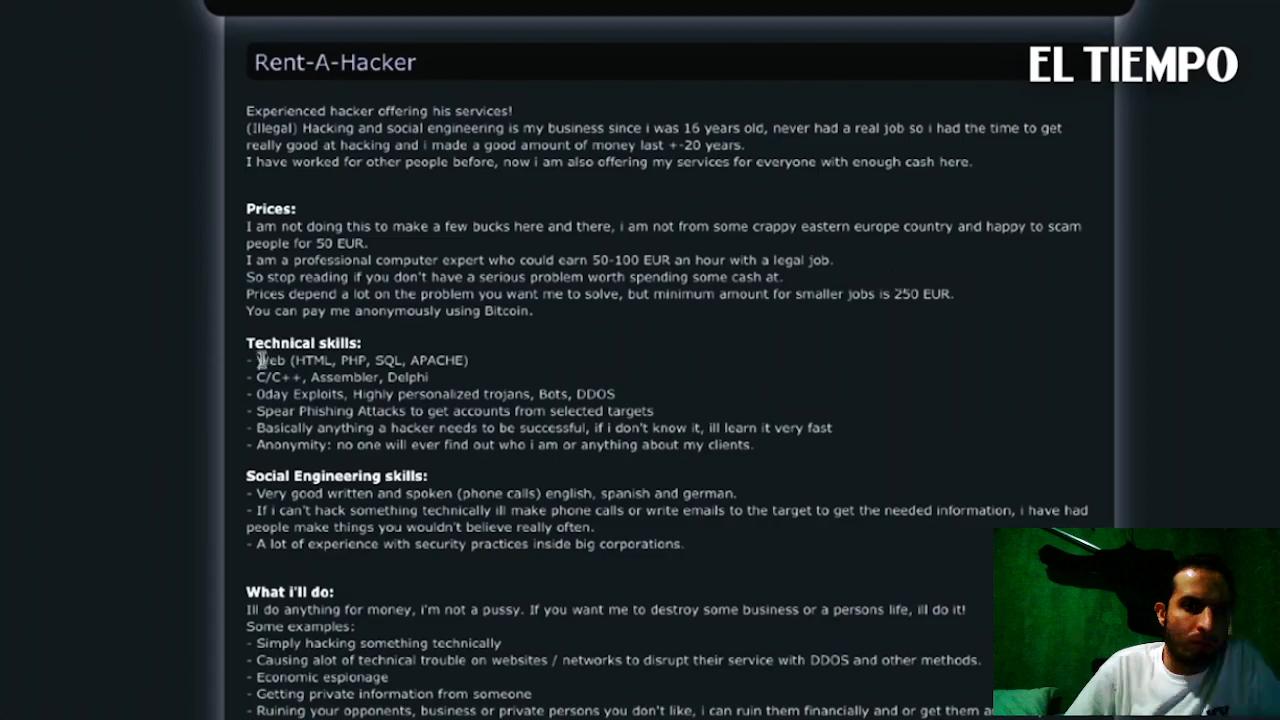 EL TIEMPO
Rent-A-Hacker
Experienced hacker offering his services!
(Illegal) Hacking and social engineering is my business since i was 16 years old, never had a real job so i had the time to get
really good at hacking and i made a good amount of money last +-20 years.
I have worked for other people before, now i am also offering my services for everyone with enough cash here.
Prices:
I am not doing this to make a few bucks here and there, i am not from some crappy eastern europe country and happy to scam
people for 50 EUR.
I am a professional computer expert who could earn 50-100 EUR an hour with a legal job.
So stop reading if you don't have a serious problem worth spending some cash at.
Prices depend a lot on the problem you want me to solve, but minimum amount for smaller jobs is 250 EUR.
You can pay me anonymously using Bitcoin.
Technical skills:
- Web (HTML, PHP, SQL, APACHE)
- C/C++, Assembler, Delphi
- 0day Exploits, Highly personalized trojans, Bots, DDOS
- Spear Phishing Attacks to get accounts from selected targets
- Basically anything a hacker needs to be successful, if i don't know it, ill learn it very fast
- Anonymity: no one will ever find out who i am or anything about my clients.
Social Engineering skills:
- Very good written and spoken (phone calls) english, spanish and german.
- If i can't hack something technically ill make phone calls or write emails to the target to get the needed information, i have had
people make things you wouldn't believe really often.
- A lot of experience with security practices inside big corporations.
What i'll do:
Ill do anything for money, i'm not a pussy. If you want me to destroy some business or a persons life, ill do it!
Some examples:
- Simply hacking something technically
- Causing alot of technical trouble on websites / networks to disrupt their service with DDOS and other methods.
- Economic espionage
- Getting private information from someone
- Ruining your opponents, business or private persons you don't like, i can ruin them financially and or get them